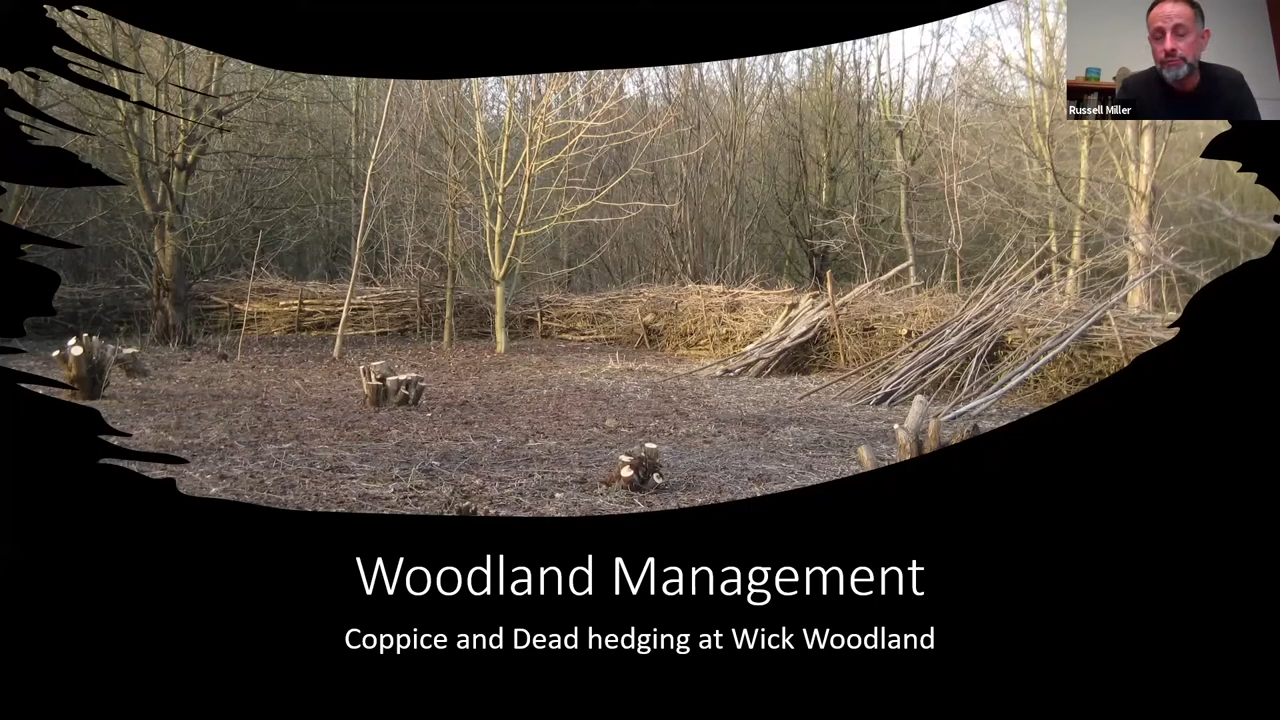 Russell Miller
Woodland Management
Coppice and Dead hedging at Wick Woodland